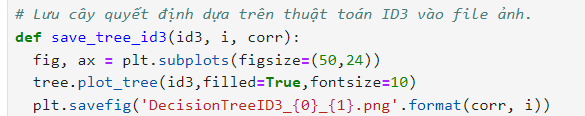 # Lưu cây quyết định dựa trên thuật toán ID3 vào file ảnh.
def save_tree_id3(id3, i, corr):
  fig, ax = plt.subplots(figsize=(50,24))
  tree.plot_tree(id3,filled=True,fontsize=10)
  plt.savefig('DecisionTreeID3_{0}_{1}.png'.format(corr, i))